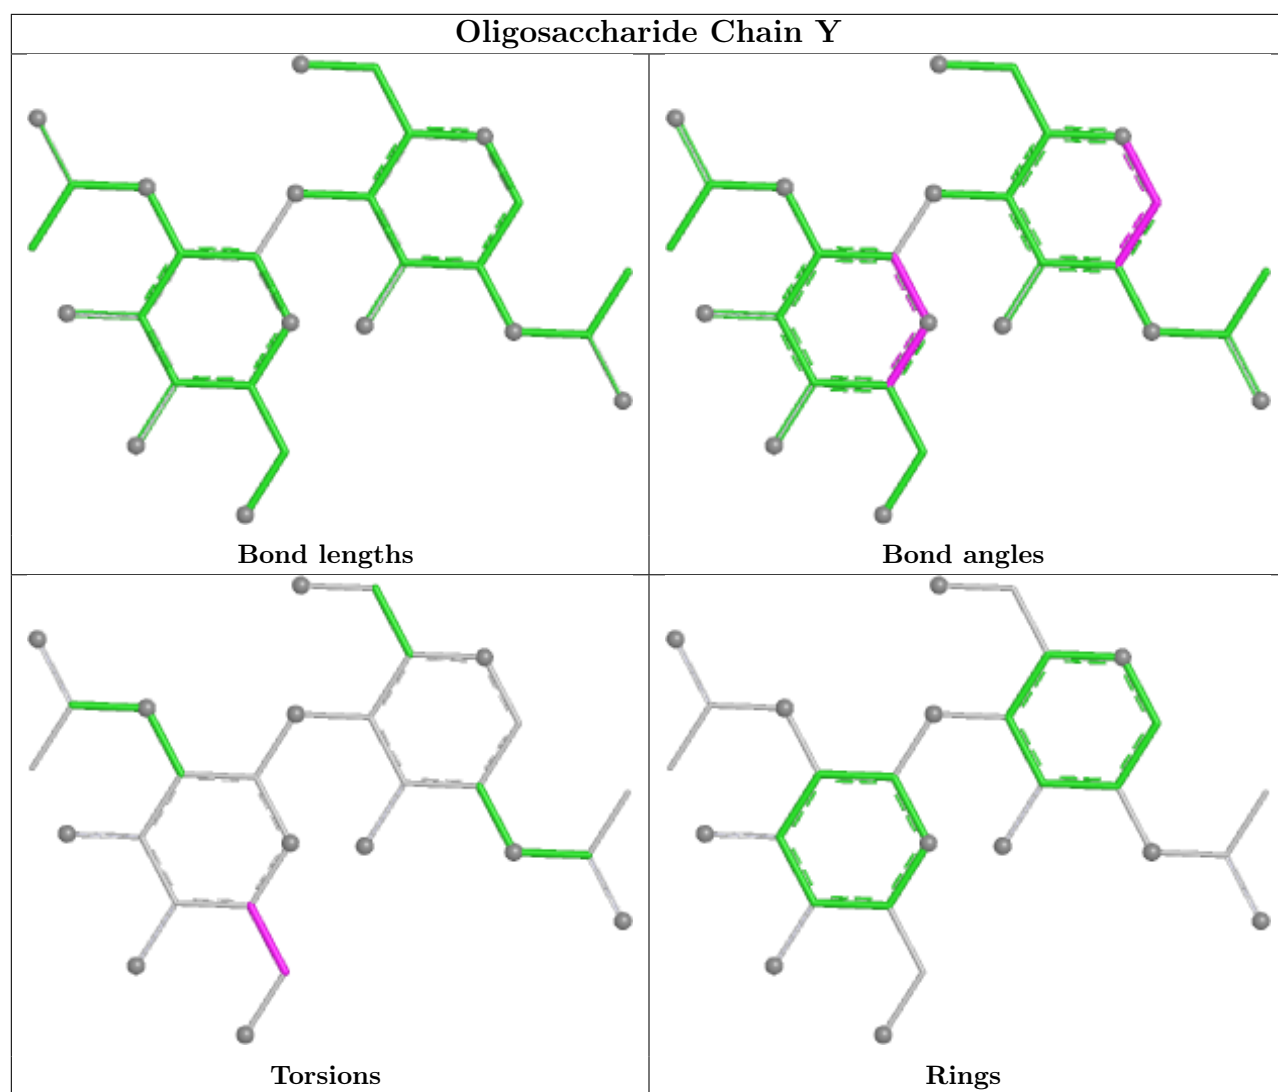 Oligosaccharide Chain Y
Bond lengths
Bond angles
Torsions
Rings